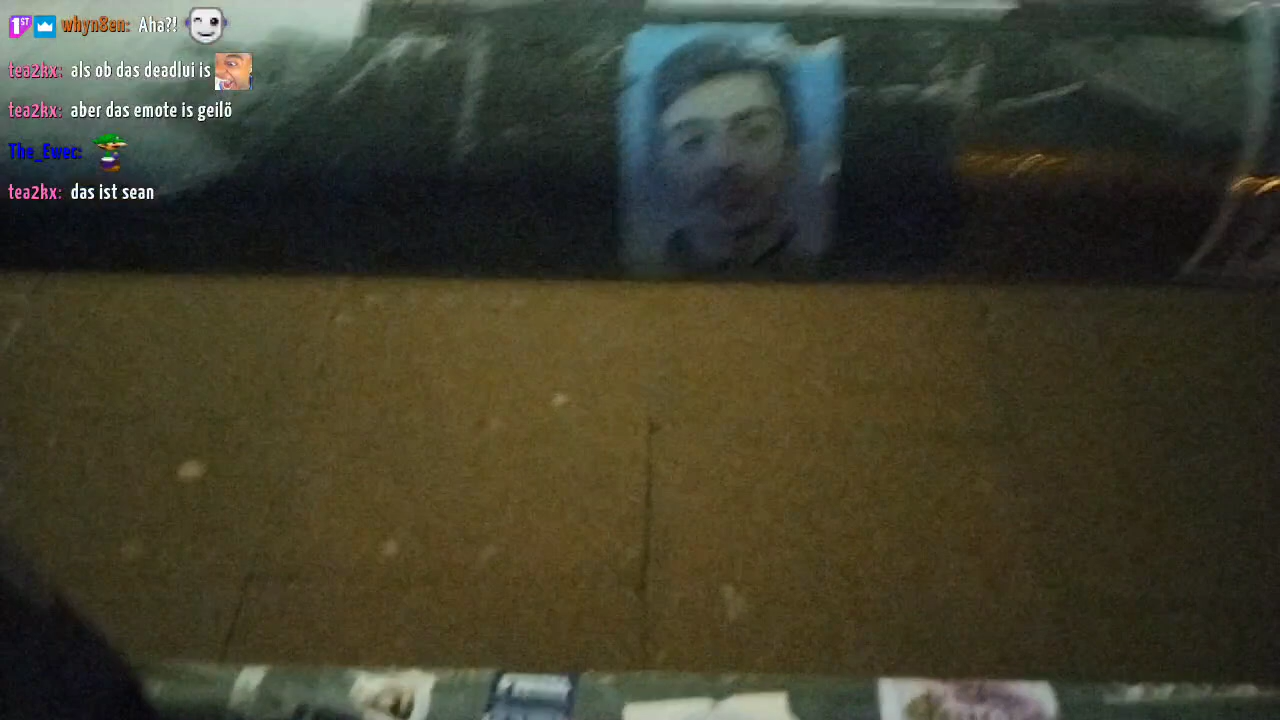 1ST whyn8en: Aha?!
tea2kx: als ob das deadlui is
tea2kx: aber das emote is geilö
The_Ewec:
tea2kx: das ist sean